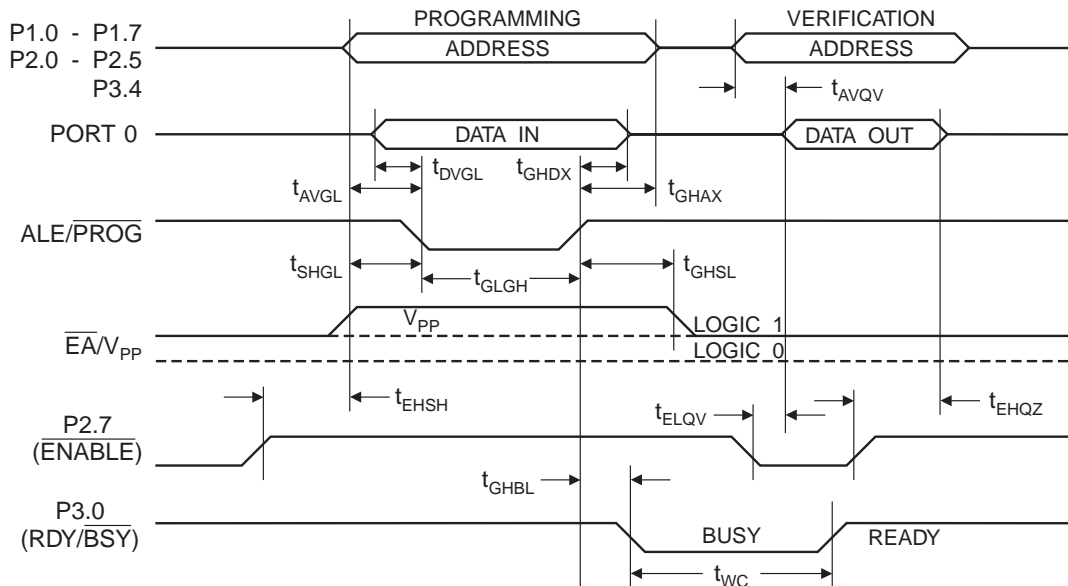 PROGRAMMING
VERIFICATION
P1.0 - P1.7
P2.0 - P2.5
P3.4
ADDRESS
ADDRESS
tAVQV
PORT 0
DATA IN
DATA OUT
tDVGL
tGHDX
tAVGL
tGHAX
ALE/PROG
tSHGL
tGLGH
tGHSL
VPP
LOGIC 1
EA/VPP
LOGIC 0
tEHSH
tELQV
tEHQZ
P2.7
(ENABLE)
tGHBL
P3.0
(RDY/BSY)
BUSY
READY
tWC